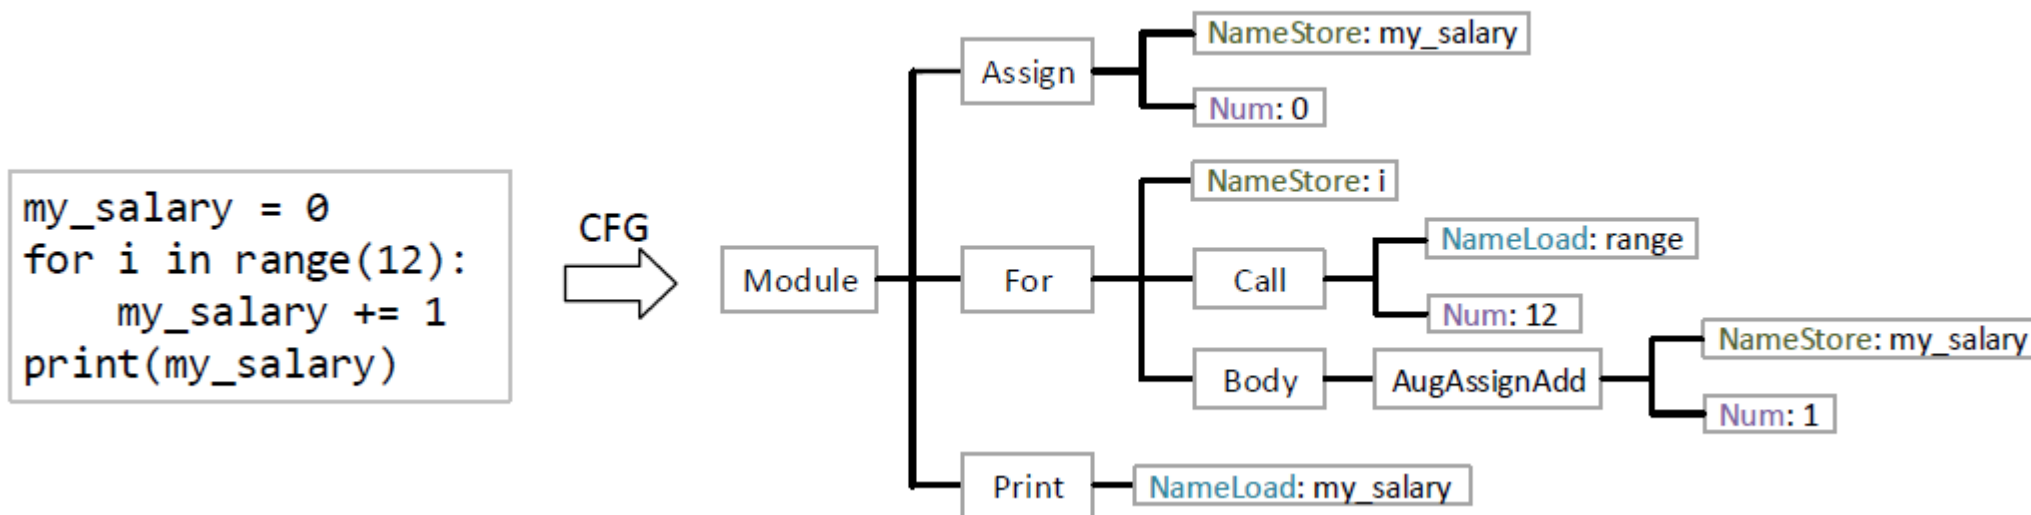 my_salary = 0
for i in range(12):
    my_salary += 1
print(my_salary)
CFG
Module
Assign
NameStore: my_salary
Num: 0
For
NameStore: i
Call
NameLoad: range
Num: 12
Body
AugAssignAdd
NameStore: my_salary
Num: 1
Print
NameLoad: my_salary